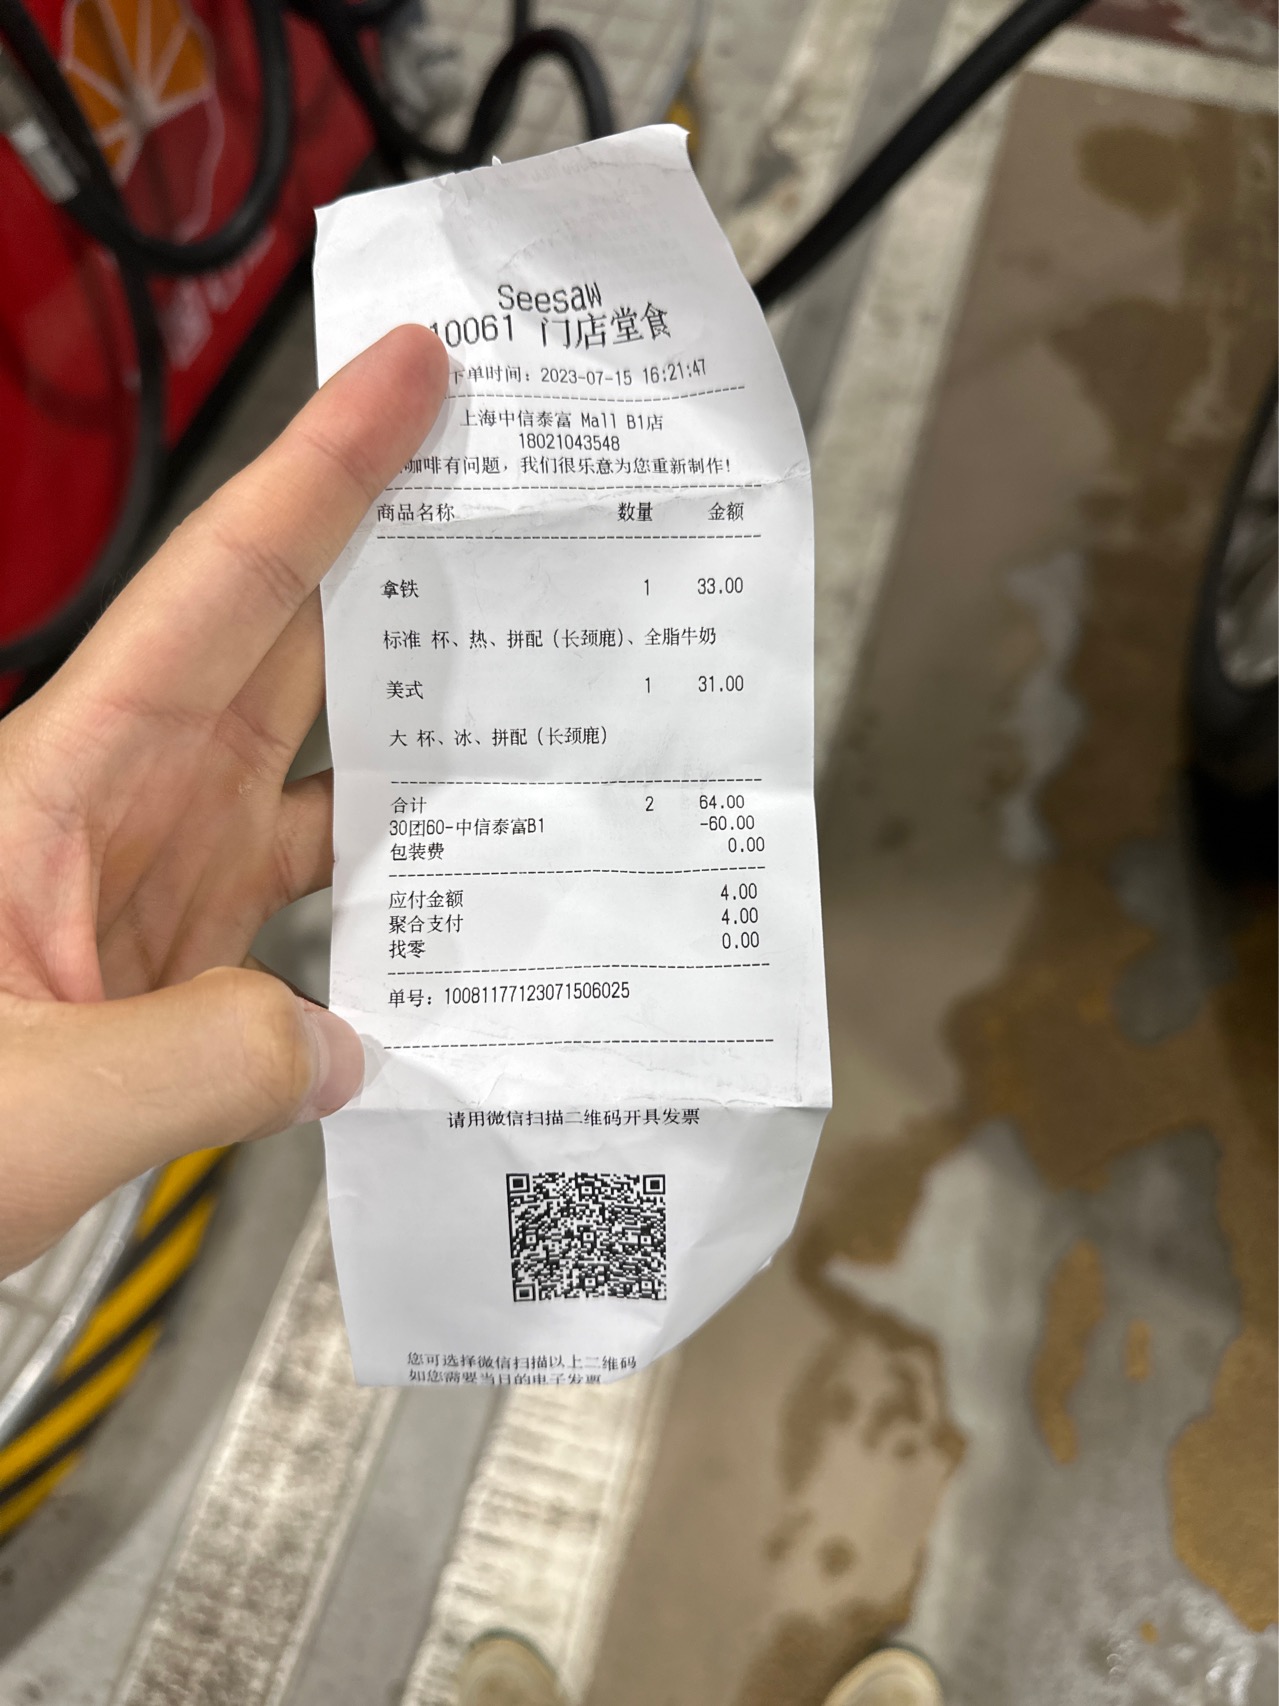 Seesaw
10061 门店堂食
下单时间：2023-07-15 16:21:47
上海中信泰富 Mall B1店
18021043548
咖啡有问题，我们很乐意为您重新制作！
商品名称 数量 金额
拿铁 1 33.00
标准 杯、热、拼配（长颈鹿）、全脂牛奶
美式 1 31.00
大 杯、冰、拼配（长颈鹿）
合计 2 64.00
30团60-中信泰富B1 -60.00
包装费 0.00
应付金额 4.00
聚合支付 4.00
找零 0.00
单号：10081177123071506025
请用微信扫描二维码开具发票
您可选择微信扫描以上二维码
如您需要当日的电子发票